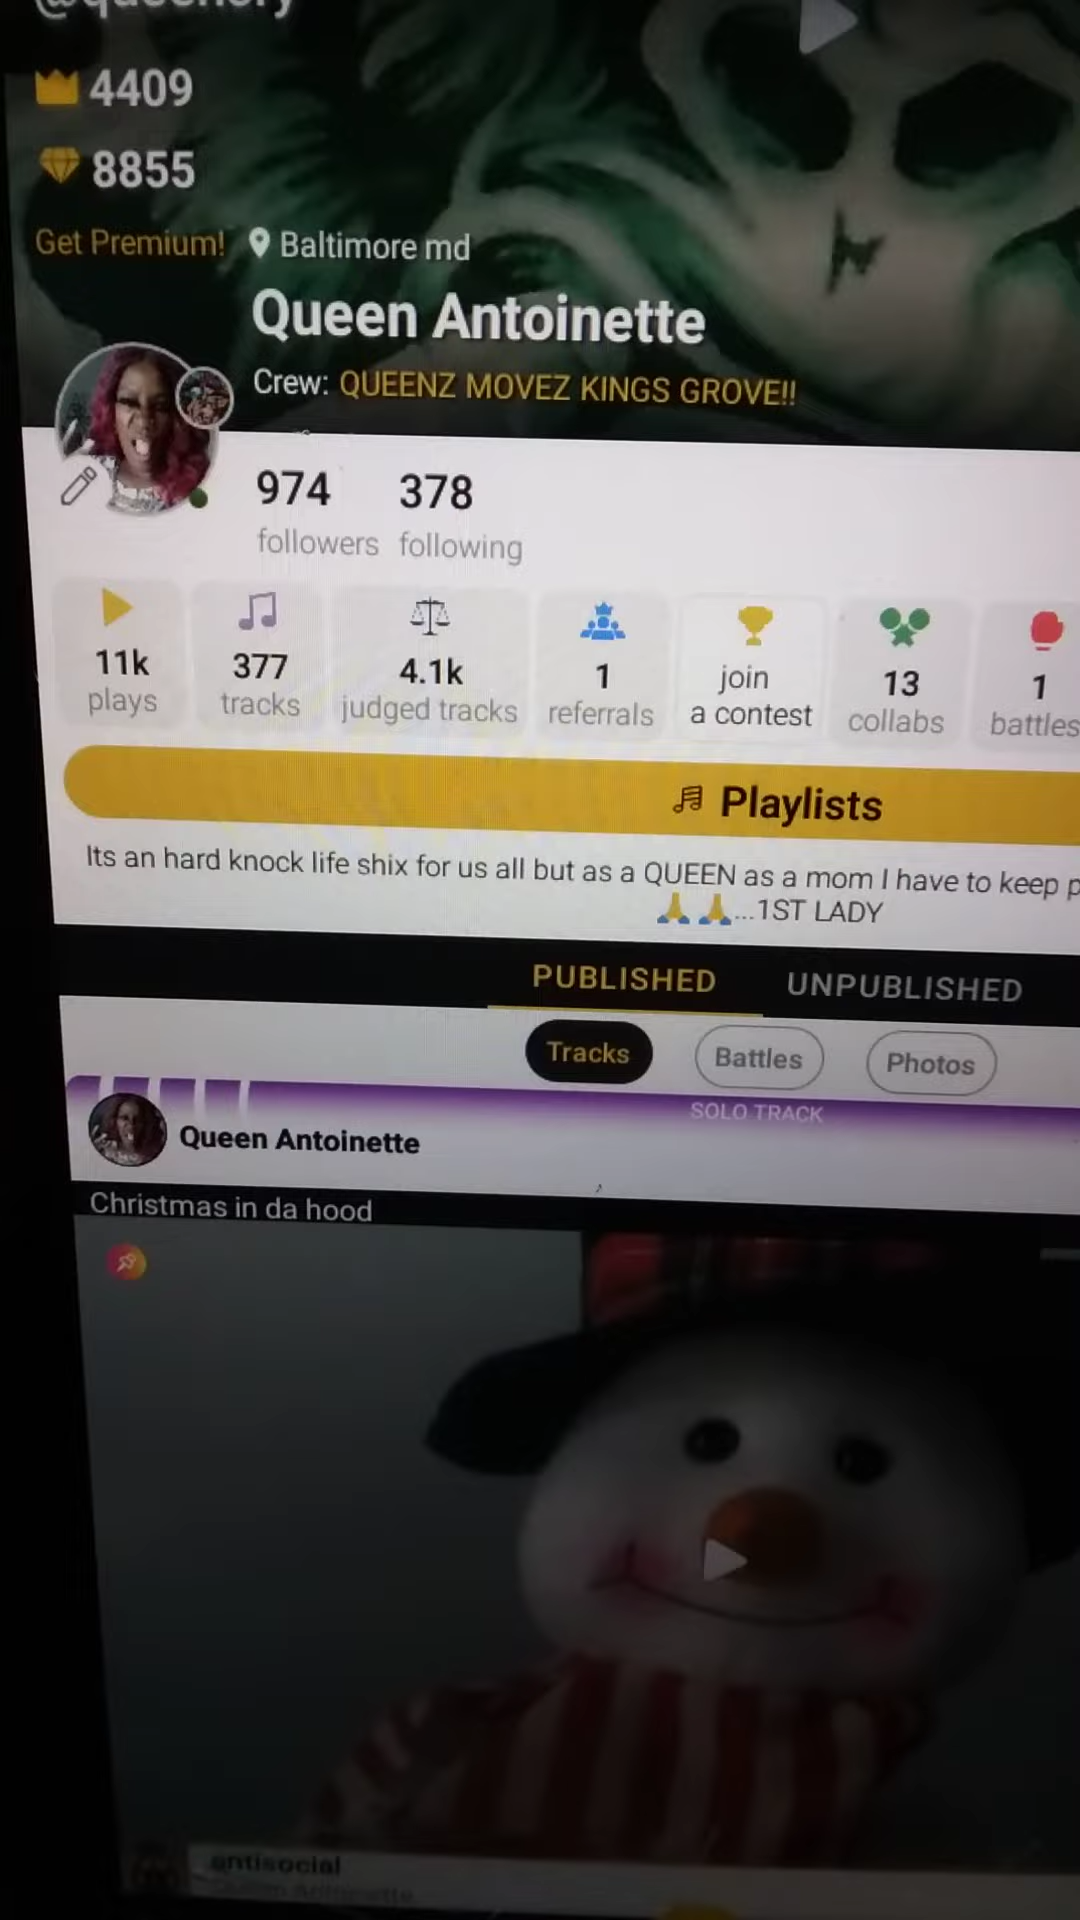 4409
8855
Get Premium! Baltimore md
Queen Antoinette
Crew: QUEENZ MOVEZ KINGS GROVE!!
974 378
followers following
11k 377 4.1k 1 join 13 1
plays tracks judged tracks referrals a contest collabs battles
Playlists
Its an hard knock life shix for us all but as a QUEEN as a mom I have to keep
...1ST LADY
PUBLISHED UNPUBLISHED
Tracks Battles Photos
SOLO TRACK
Queen Antoinette
Christmas in da hood
antisocial
Queen Antoinette